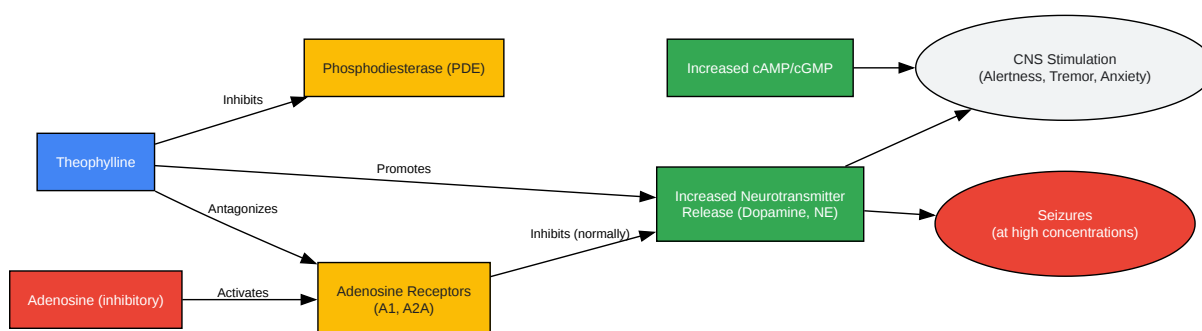 Phosphodiesterase (PDE)
Increased cAMP/cGMP
CNS Stimulation
(Alertness, Tremor, Anxiety)
Inhibits
Theophylline
Promotes
Increased Neurotransmitter
Release (Dopamine, NE)
Antagonizes
Inhibits (normally)
Seizures
(at high concentrations)
Adenosine (inhibitory)
Activates
Adenosine Receptors
(A1, A2A)